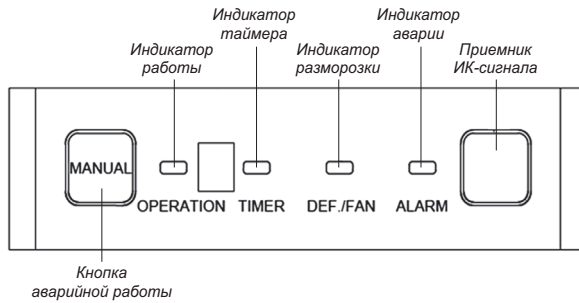 Индикатор
таймера
Индикатор
аварии
Индикатор
работы
Индикатор
разморозки
Приемник
ИК-сигнала
MANUAL
OPERATION TIMER DEF./FAN ALARM
Кнопка
аварийной работы